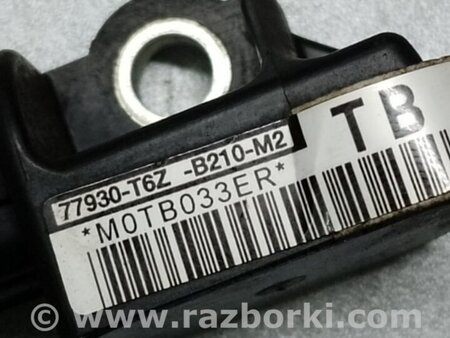 TB
77930-T6Z -B210-M2
*M0TB033ER*
© www.razborki.com